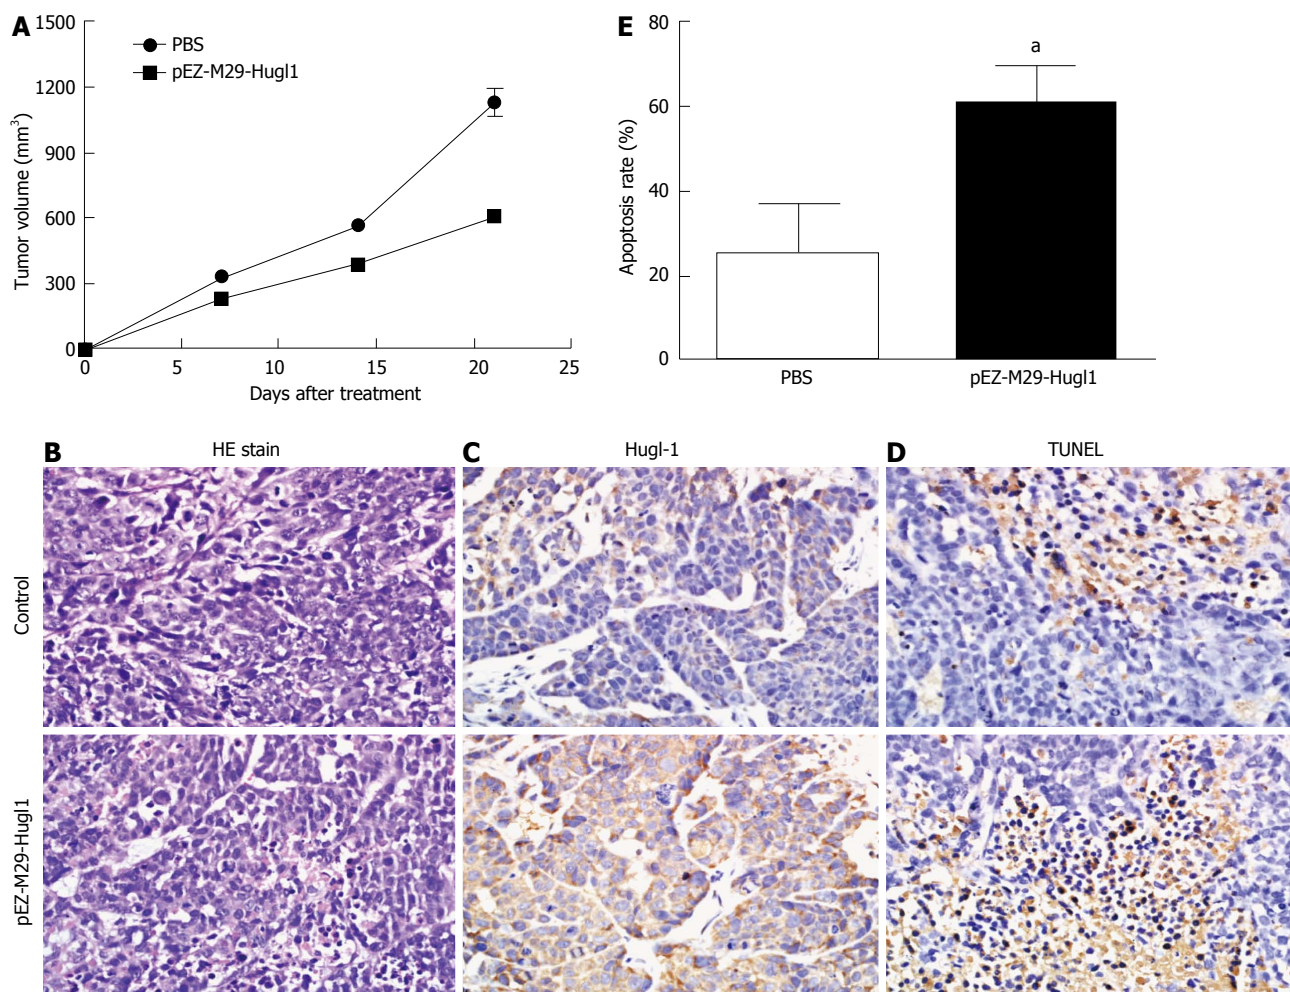 A
PBS
pEZ-M29-Hugl1
Tumor volume (mm³)
1500
1200
900
600
300
0
0 5 10 15 20 25
Days after treatment
E
a
Apoptosis rate (%)
80
60
40
20
0
PBS pEZ-M29-Hugl1
B HE stain
C Hugl-1
D TUNEL
Control
pEZ-M29-Hugl1